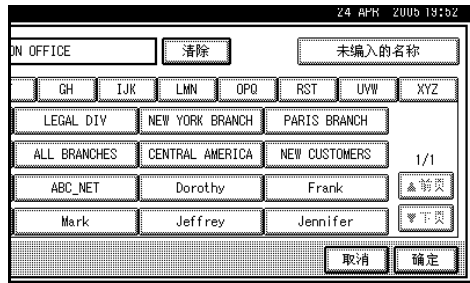 24 APR 2005 19:52
ON OFFICE 清除 未编入的名称
GH IJK LMN OPQ RST UVW XYZ
LEGAL DIV NEW YORK BRANCH PARIS BRANCH
ALL BRANCHES CENTRAL AMERICA NEW CUSTOMERS 1/1
ABC_NET Dorothy Frank ▲前页
Mark Jeffrey Jennifer ▼下页
取消 确定